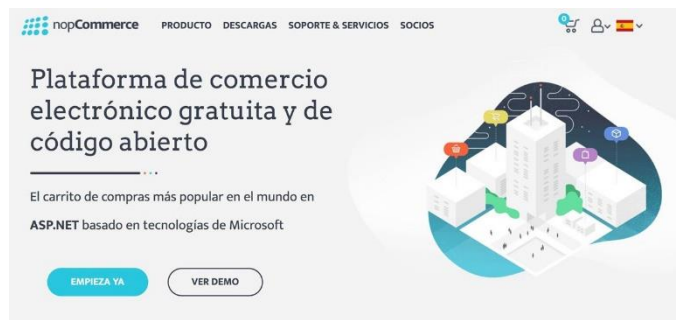 nopCommerce PRODUCTO DESCARGAS SOPORTE & SERVICIOS SOCIOS 0
Plataforma de comercio
electrónico gratuita y de
código abierto
El carrito de compras más popular en el mundo en
ASP.NET basado en tecnologías de Microsoft
EMPIEZA YA VER DEMO